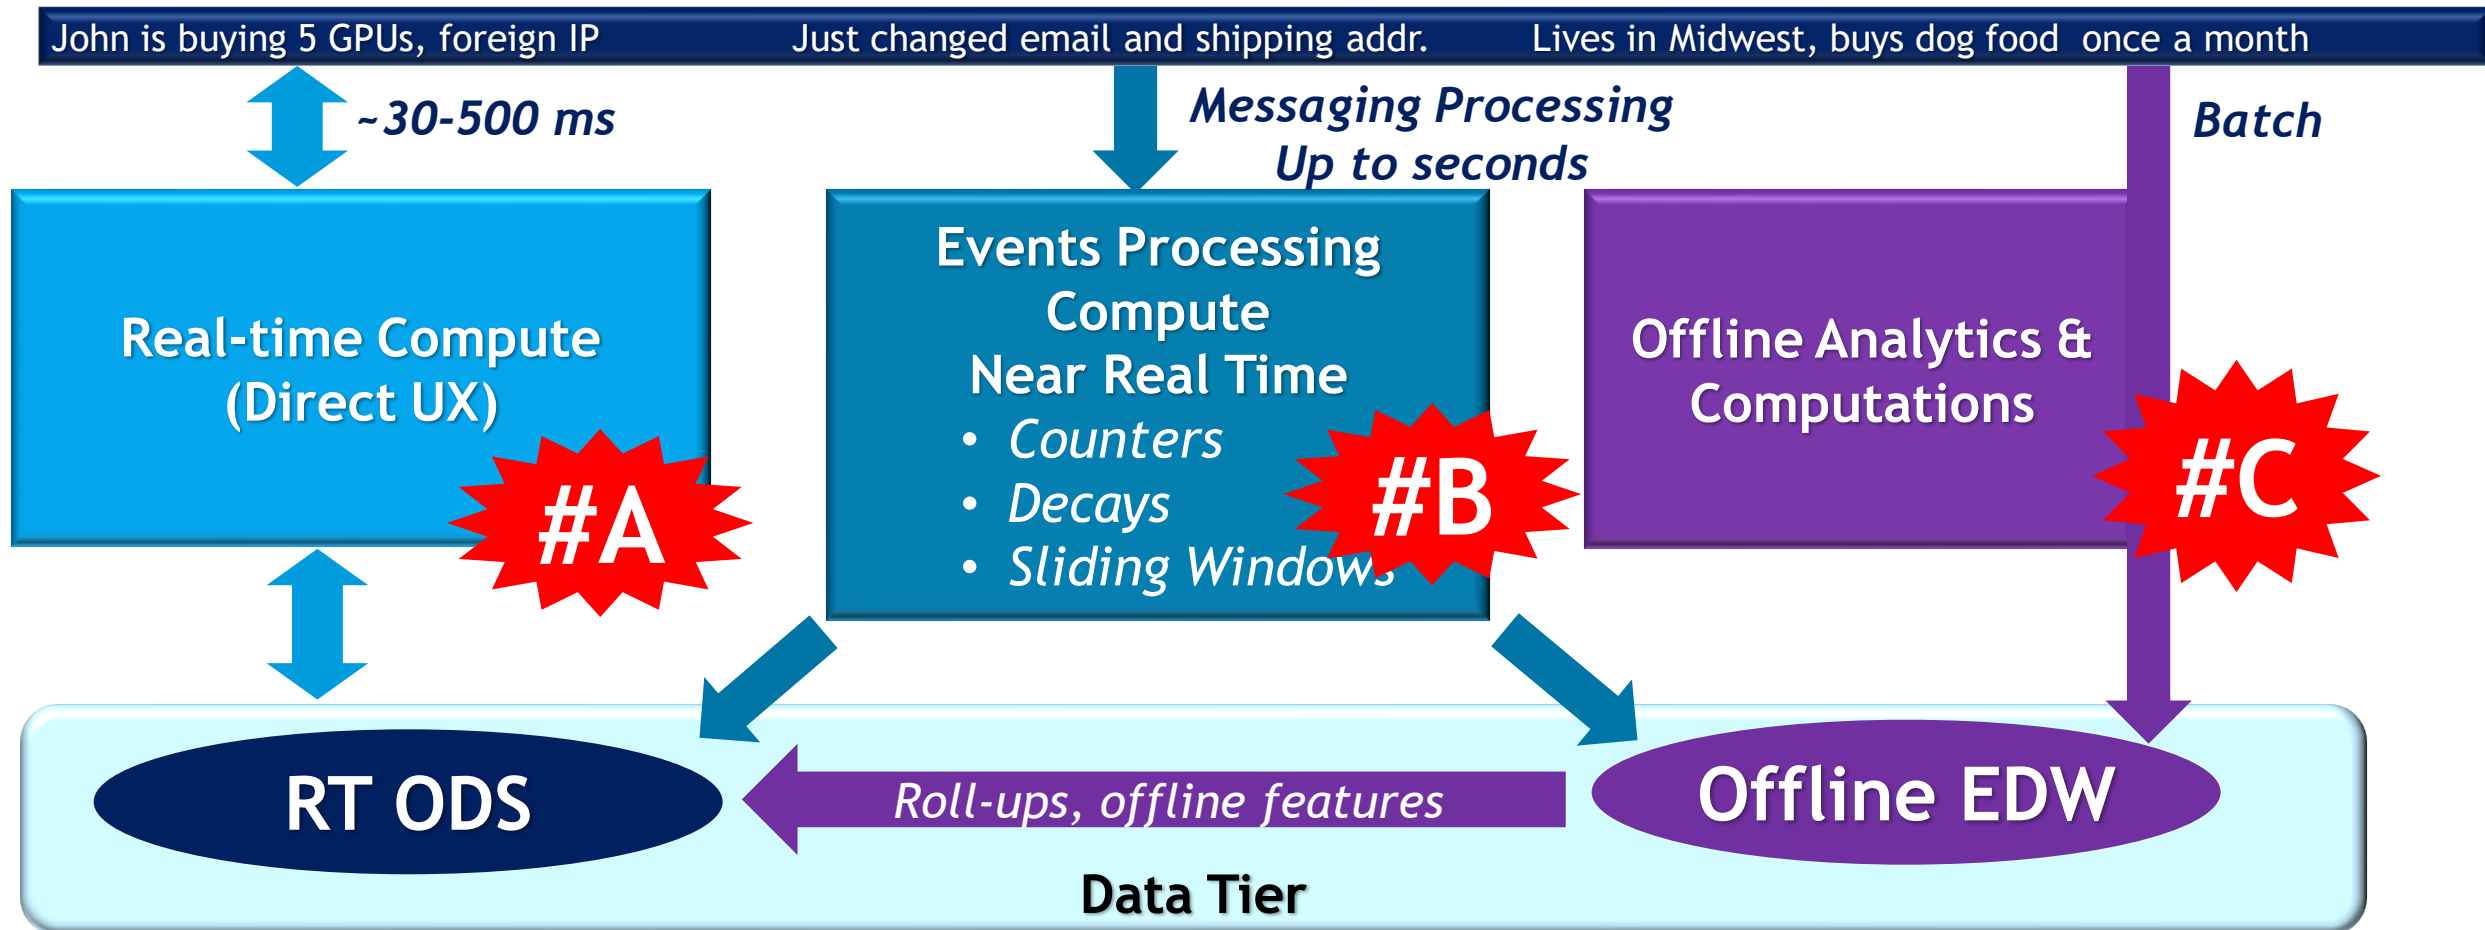 John is buying 5 GPUs, foreign IP
Just changed email and shipping addr.
Lives in Midwest, buys dog food once a month
~30-500 ms
Messaging Processing
Up to seconds
Batch
Real-time Compute
(Direct UX)
#A
Events Processing
Compute
Near Real Time
• Counters
• Decays
• Sliding Windows
#B
Offline Analytics &
Computations
#C
RT ODS
Roll-ups, offline features
Offline EDW
Data Tier